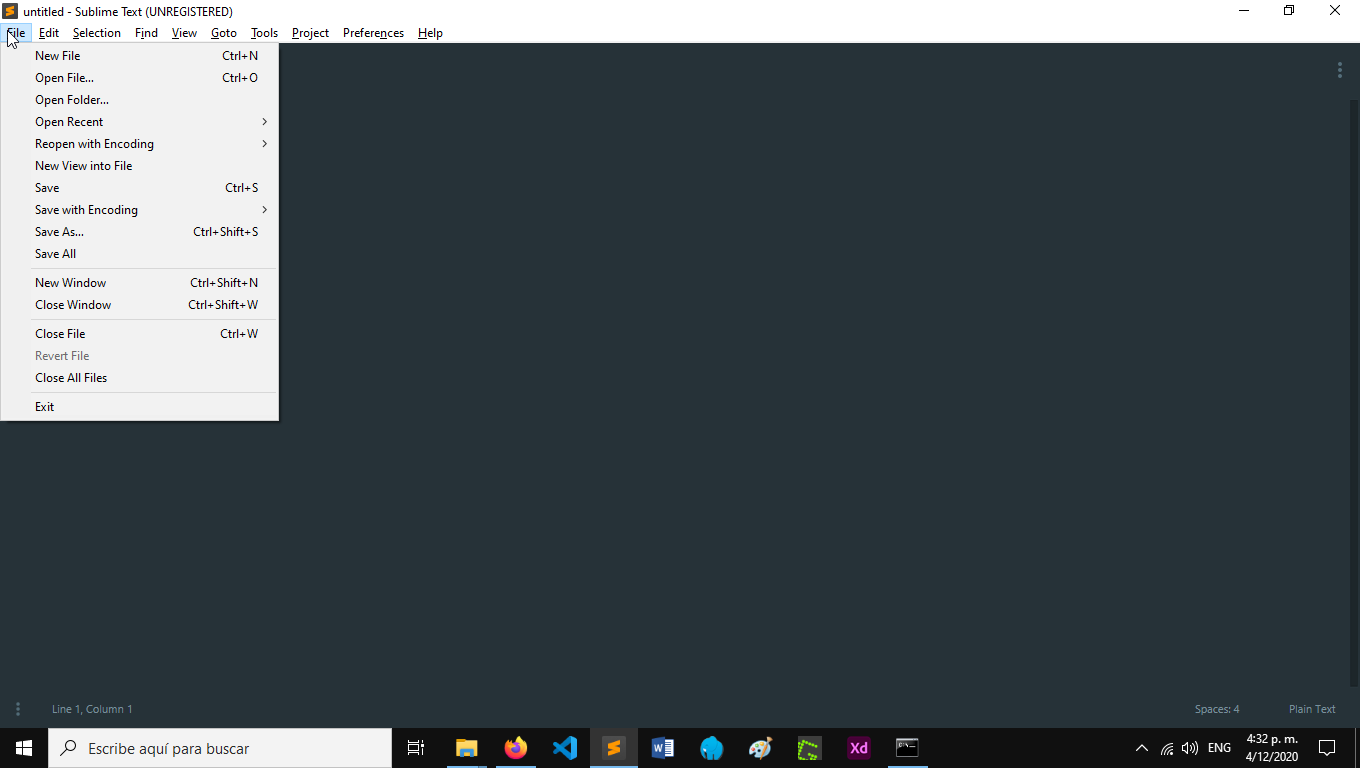 untitled - Sublime Text (UNREGISTERED)
File Edit Selection Find View Goto Tools Project Preferences Help
New File Ctrl+N
Open File... Ctrl+O
Open Folder...
Open Recent
Reopen with Encoding
New View into File
Save Ctrl+S
Save with Encoding
Save As... Ctrl+Shift+S
Save All
New Window Ctrl+Shift+N
Close Window Ctrl+Shift+W
Close File Ctrl+W
Revert File
Close All Files
Exit
Line 1, Column 1 Spaces: 4 Plain Text
Escribe aquí para buscar W Xd ENG 4:32 p. m.
4/12/2020